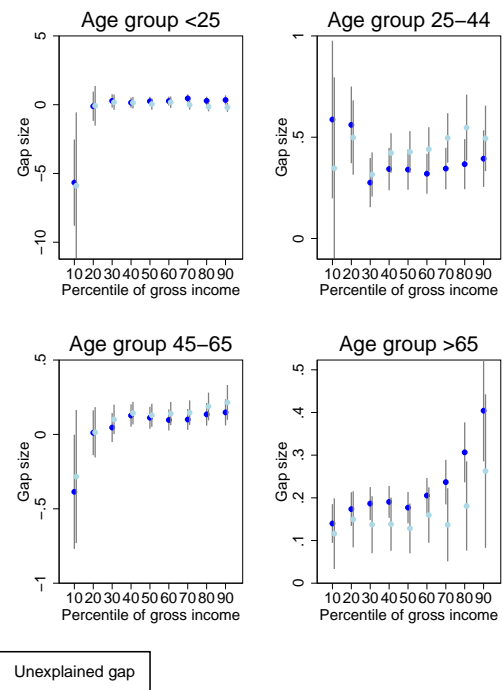 Age group <25
Age group 25−44
5
0
−5
−10
Gap size
10 20 30 40 50 60 70 80 90
Percentile of gross income
1
.5
0
Gap size
10 20 30 40 50 60 70 80 90
Percentile of gross income
Age group 45−65
Age group >65
.5
0
−.5
−1
Gap size
10 20 30 40 50 60 70 80 90
Percentile of gross income
.5
.4
.3
.2
.1
0
Gap size
10 20 30 40 50 60 70 80 90
Percentile of gross income
Unexplained gap